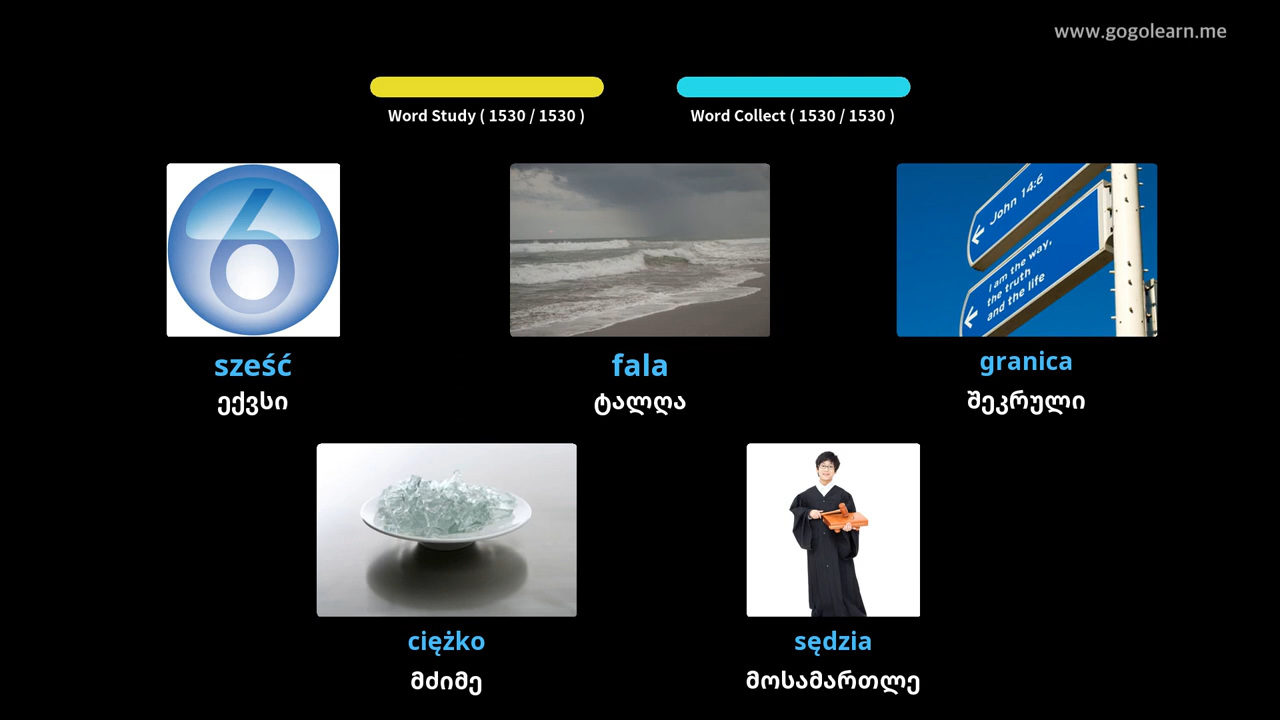 www.gogolearn.me
Word Study ( 1530 / 1530 )
Word Collect ( 1530 / 1530 )
6
John 14:6
I am the way,
the truth
and the life
sześć
fala
granica
ექვსი
ტალღა
შეკრული
ciężko
sędzia
მძიმე
მოსამართლე